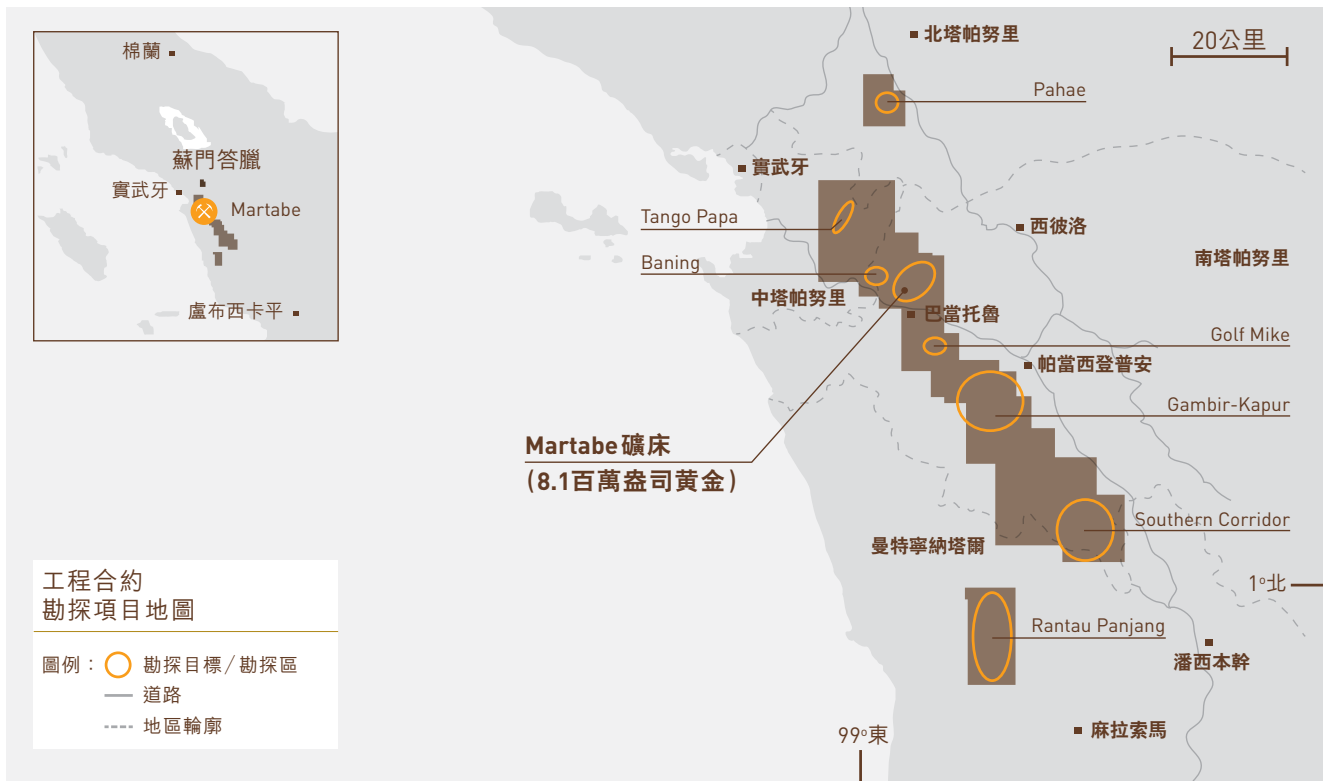 棉蘭
蘇門答臘
實武牙
Martabe
盧布西卡平
北塔帕努里
20公里
Pahae
實武牙
Tango Papa
西彼洛
南塔帕努里
Baning
中塔帕努里
巴當托魯
Golf Mike
帕當西登普安
Gambir-Kapur
Martabe礦床
(8.1百萬盎司黄金)
Southern Corridor
曼特寧納塔爾
1º北
Rantau Panjang
潘西本幹
麻拉索馬
99º東
工程合約
勘探項目地圖
圖例：
勘探目標/勘探區
道路
地區輪廓